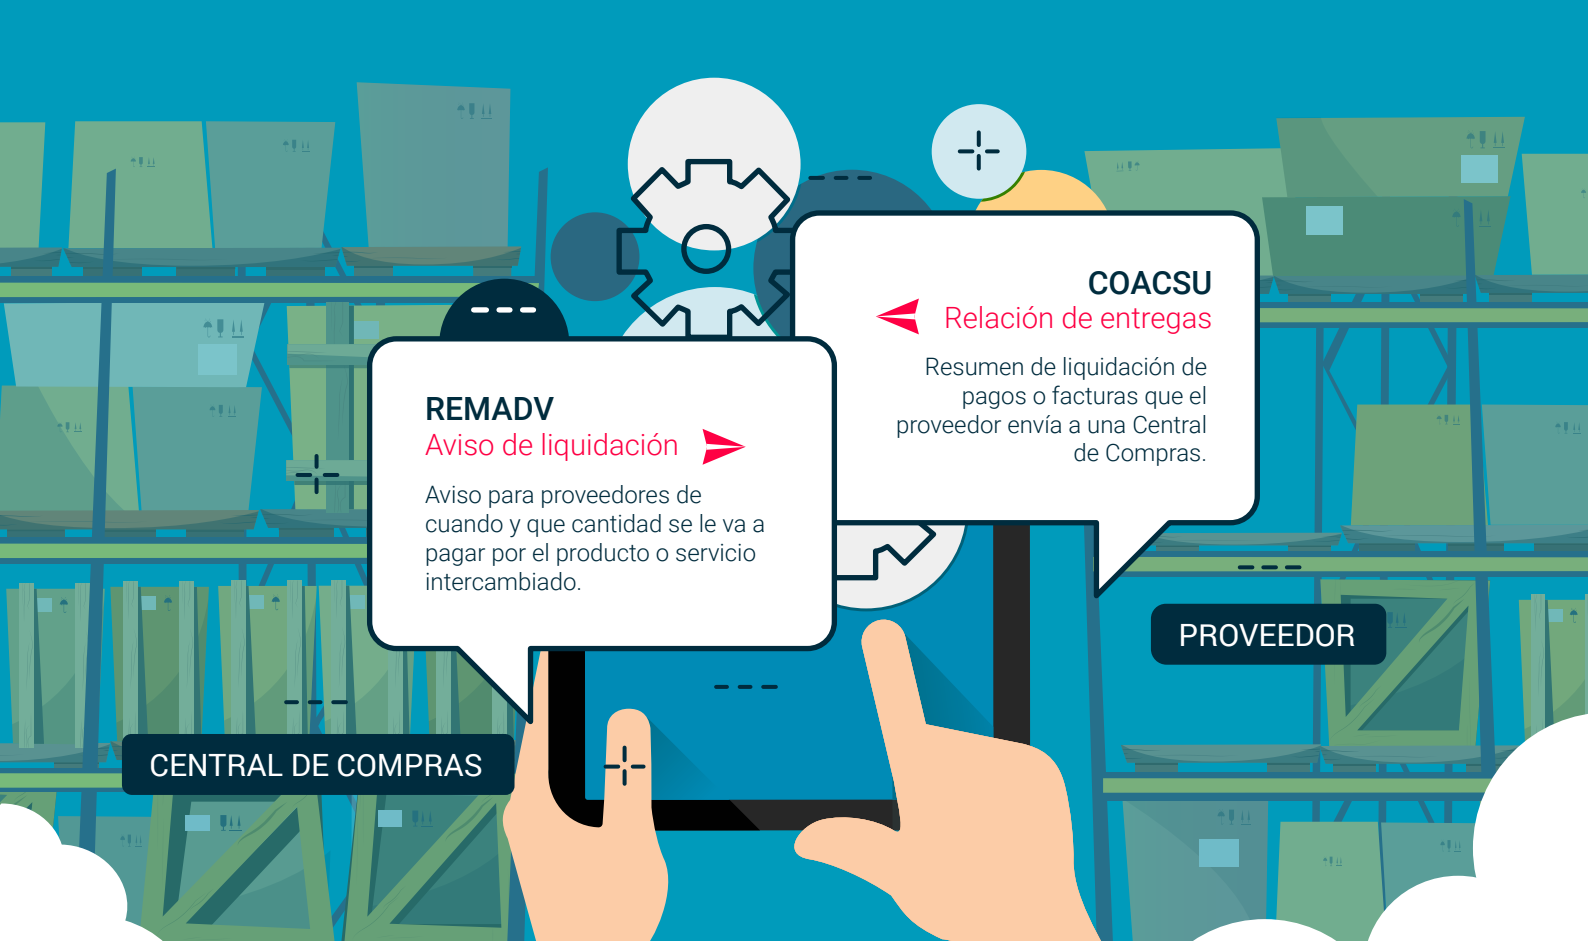 COACSU
Relación de entregas
Resumen de liquidación de
pagos o facturas que el
proveedor envía a una Central
de Compras.
REMADV
Aviso de liquidación
Aviso para proveedores de
cuando y que cantidad se le va a
pagar por el producto o servicio
intercambiado.
PROVEEDOR
CENTRAL DE COMPRAS